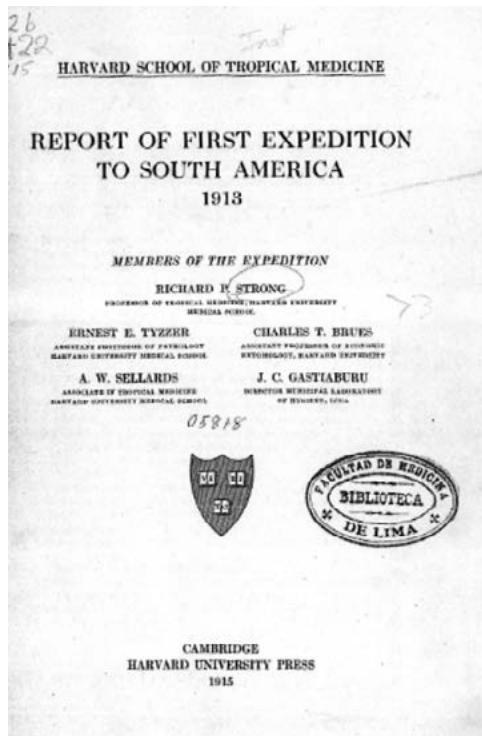 26
+22
15
Inst
HARVARD SCHOOL OF TROPICAL MEDICINE
REPORT OF FIRST EXPEDITION
TO SOUTH AMERICA
1913
MEMBERS OF THE EXPEDITION
RICHARD P. STRONG
PROFESSOR OF TROPICAL MEDICINE, HARVARD UNIVERSITY
MEDICAL SCHOOL
ERNEST E. TYZZER
ASSISTANT PROFESSOR OF PATHOLOGY
HARVARD UNIVERSITY MEDICAL SCHOOL
CHARLES T. BRUES
ASSISTANT PROFESSOR OF ECONOMIC
ENTOMOLOGY, HARVARD UNIVERSITY
A. W. SELLARDS
ASSOCIATE IN TROPICAL MEDICINE
HARVARD UNIVERSITY MEDICAL SCHOOL
J. C. GASTIABURU
DIRECTOR MUNICIPAL LABORATORY
OF HYGIENE, LIMA
05818
VE RI
TAS
FACULTAD DE MEDICINA
BIBLIOTECA
DE LIMA
CAMBRIDGE
HARVARD UNIVERSITY PRESS
1915